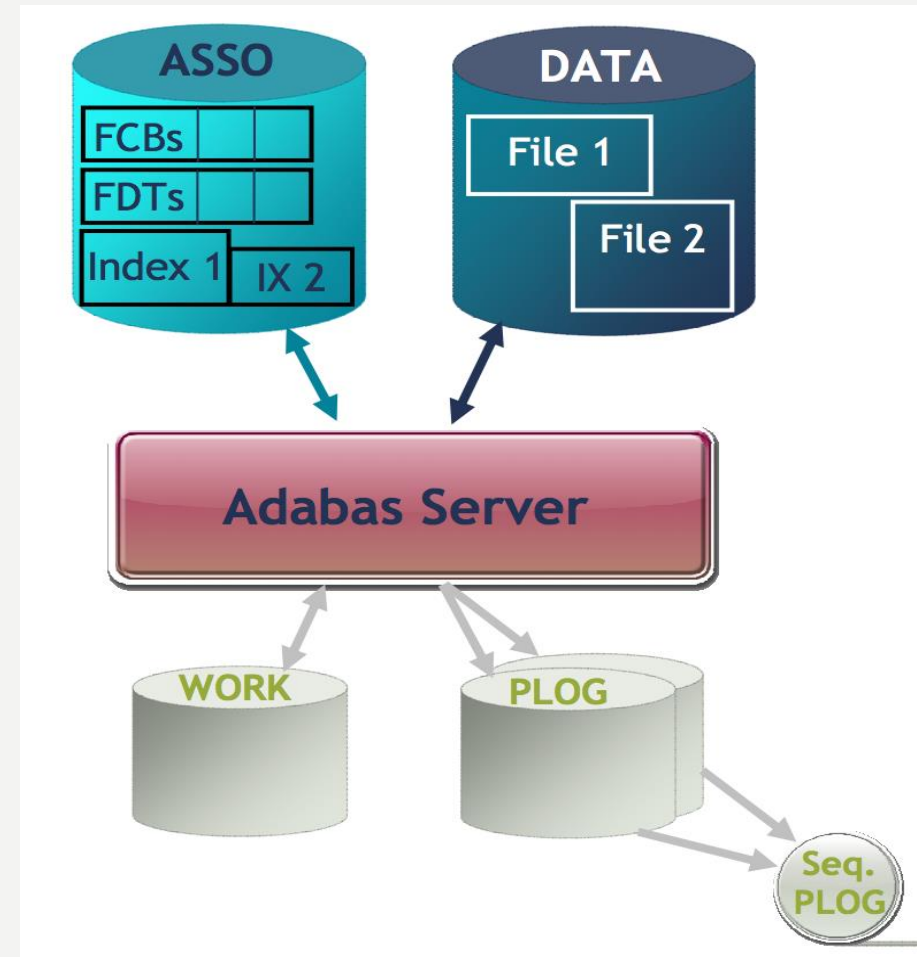 ASSO
FCBs
FDTs
Index 1
IX 2
DATA
File 1
File 2
Adabas Server
WORK
PLOG
Seq.
PLOG